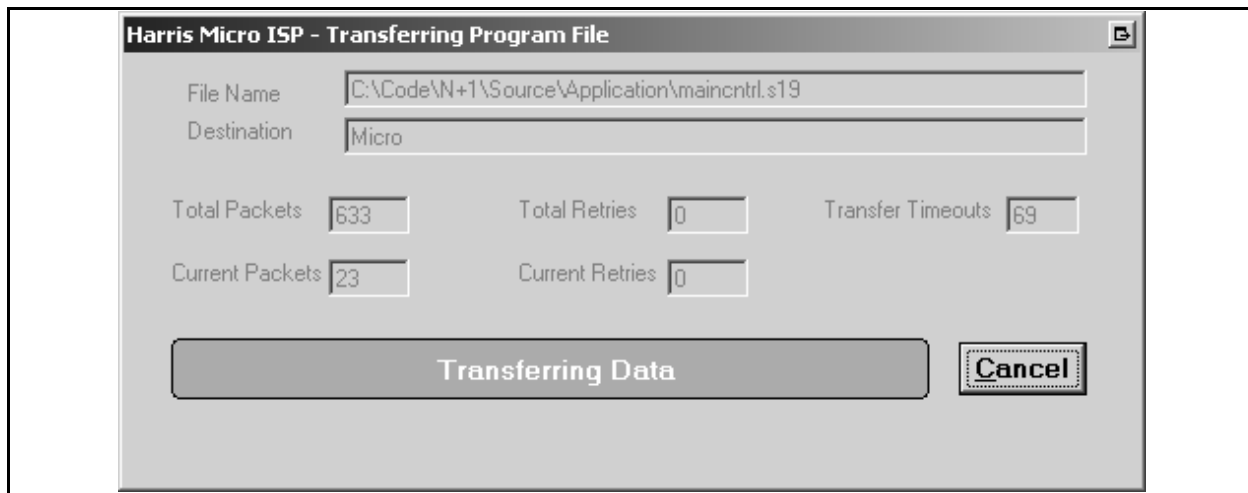 Harris Micro ISP - Transferring Program File
File Name C:\Code\N+1\Source\Application\maincntrl.s19
Destination Micro
Total Packets 633 Total Retries 0 Transfer Timeouts 69
Current Packets 23 Current Retries 0
Transferring Data Cancel